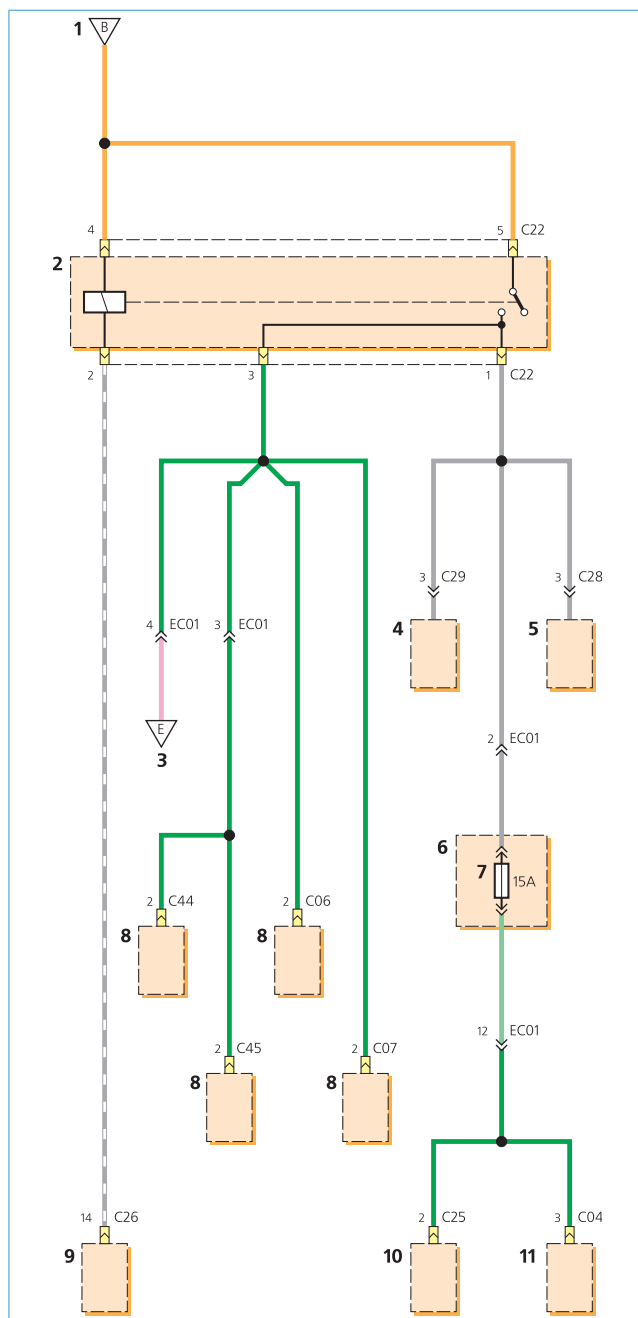 1 B
4 5 C22
2
2 3 1 C22
3 C29 3 C28
4 EC01 3 EC01
4 5
E
3
2 EC01
6
7 15A
2 C44 2 C06
8 8
12 EC01
2 C45 2 C07
8 8
14 C26 2 C25 3 C04
9 10 11